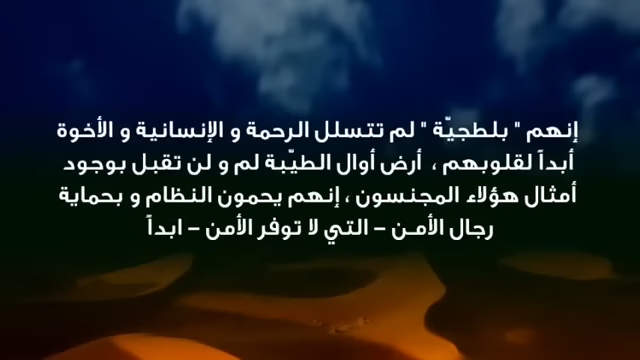 إنهم " بلطجيّة " لم تتسلل الرحمة و الإنسانية و الأخوة
أبداً لقلوبهم ، أرض أوال الطيّبة لم و لن تقبل بوجود
أمثال هؤلاء المجنسون ، إنهم يحمون النظام و بحماية
رجال الأمـن – التي لا توفر الأمن – ابداً